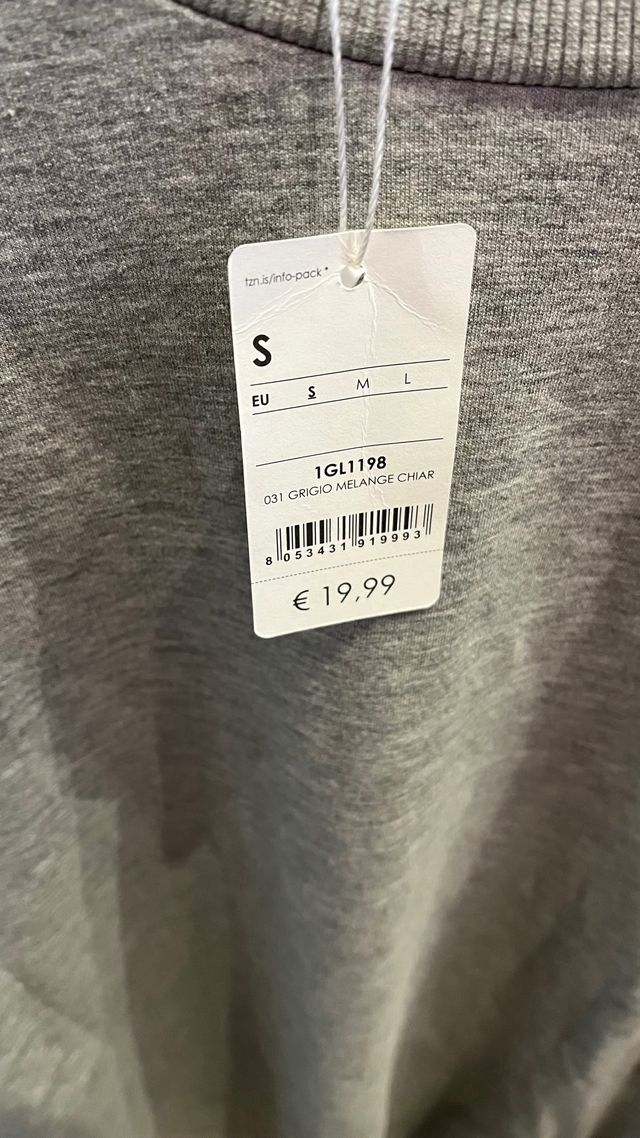 tzn.is/info-pack*
S
EU S M L
1GL1198
031 GRIGIO MELANGE CHIAR
8 053431 919993
€ 19,99